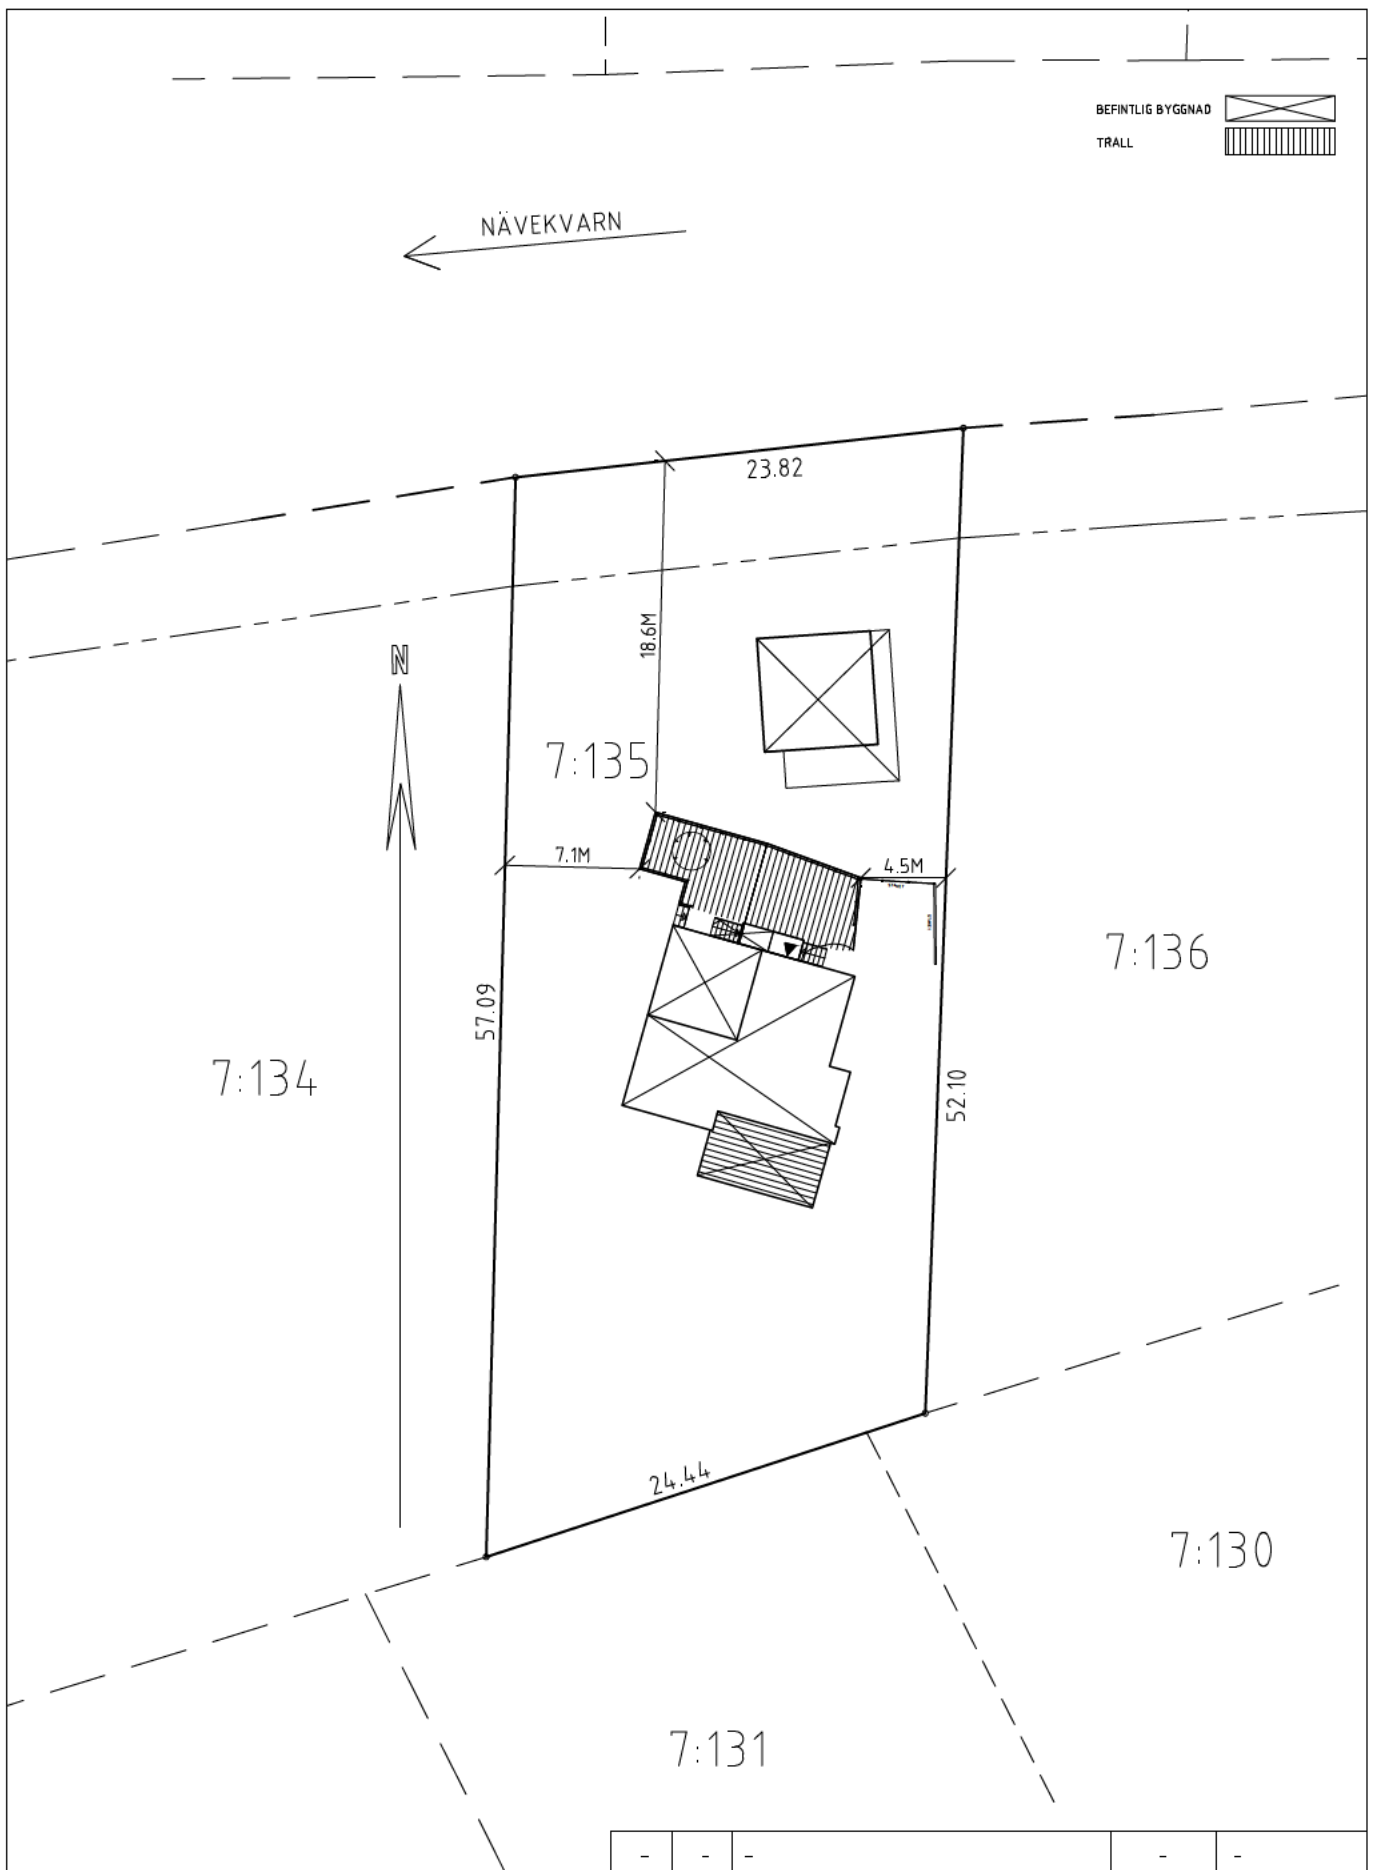 BEFINTLIG BYGGNAD
TRALL
NÄVEKVARN
23.82
18.6M
N
7:135
7.1M
4.5M
7:136
57.09
7:134
52.10
24.44
7:130
7:131
- - - - -